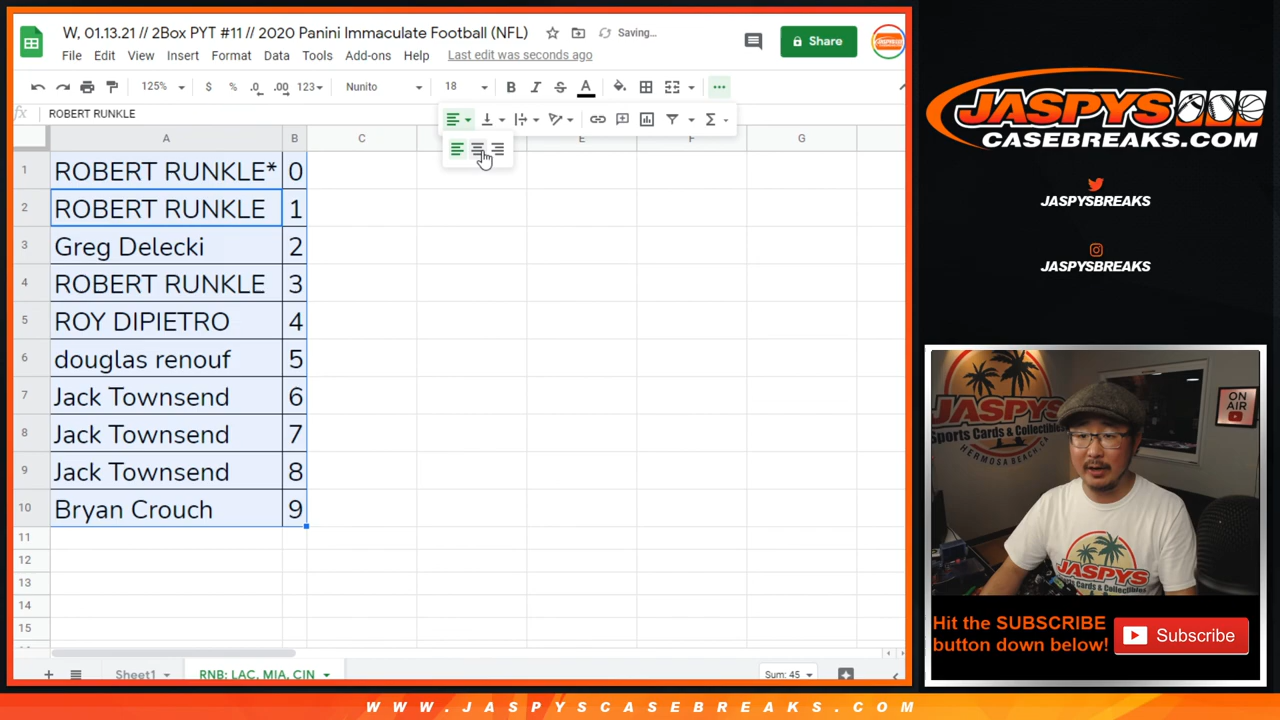 W, 01.13.21 // 2Box PYT #11 // 2020 Panini Immaculate Football (NFL)
Saving...
Share
File Edit View Insert Format Data Tools Add-ons Help Last edit was seconds ago
125% $ % .0 .00 123 Nunito 18 B I S A
fx ROBERT RUNKLE
A B C E F G
1 ROBERT RUNKLE* 0
2 ROBERT RUNKLE 1
3 Greg Delecki 2
4 ROBERT RUNKLE 3
5 ROY DIPIETRO 4
6 douglas renouf 5
7 Jack Townsend 6
8 Jack Townsend 7
9 Jack Townsend 8
10 Bryan Crouch 9
11
12
13
14
15
Sheet1 RNB: LAC, MIA, CIN Sum: 45
JASPYS
CASEBREAKS.COM
JASPYSBREAKS
JASPYSBREAKS
JASPYS
Sports Cards & Collectibles
HERMOSA BEACH, CA
ON AIR
JASPYS
Hit the SUBSCRIBE
button down below!
Subscribe
WWW.JASPYSCASEBREAKS.COM